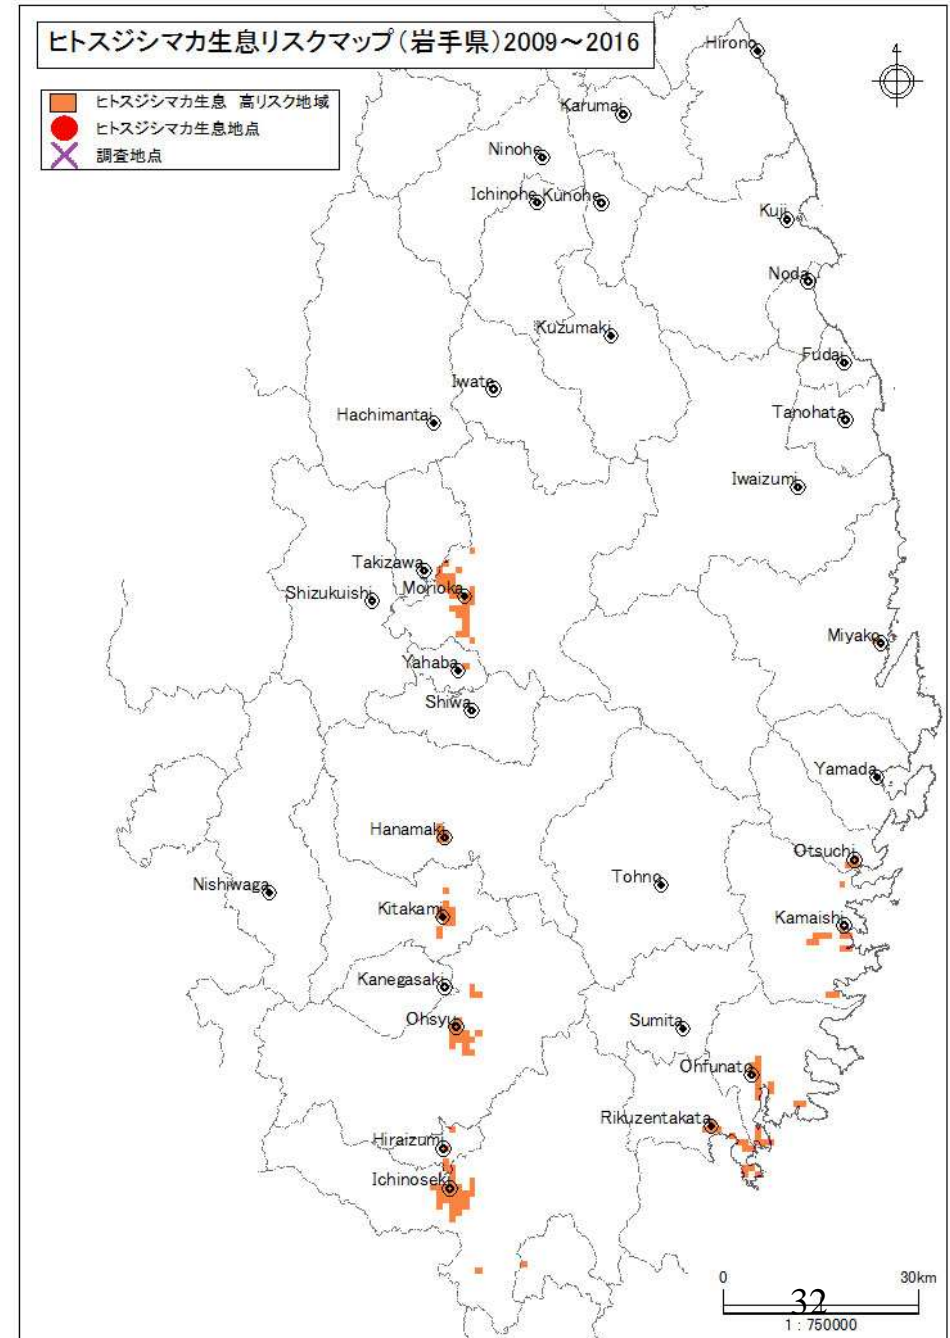 ヒトスジシマカ生息リスクマップ(岩手県)2009~2016
ヒトスジシマカ生息 高リスク地域
ヒトスジシマカ生息地点
調査地点
4
Hirono
Karumai
Ninohe
Ichinohe
Kunohe
Kuji
Noda
Kuzumaki
Fudai
Iwate
Hachimantai
Tanohata
Iwaizumi
Takizawa
Morioka
Shizukuishi
Miyako
Yahaba
Shiwa
Yamada
Hanamaki
Otsuchi
Nishiwaga
Tohno
Kitakami
Kamaishi
Kanegasaki
Ohsyu
Sumita
Ohfunato
Rikuzentakata
Hiraizumi
Ichinoseki
0 30km
32
1 : 750000